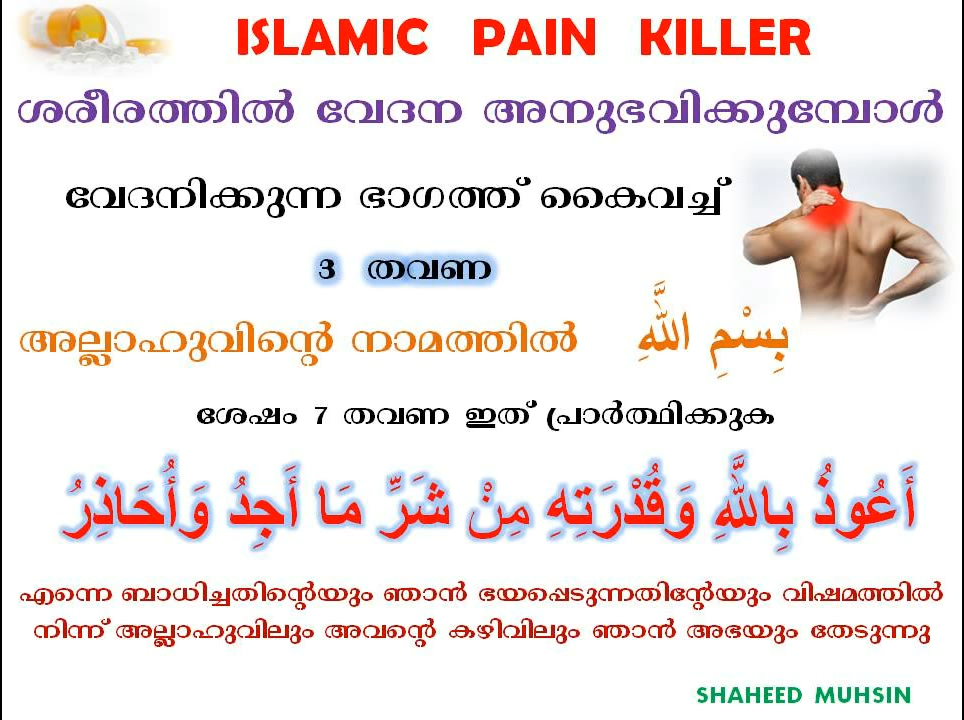 ISLAMIC PAIN KILLER
ശരീരത്തിൽ വേദന അനുഭവിക്കുമ്പോൾ
വേദനിക്കുന്ന ഭാഗത്ത് കൈവച്ച്
3 തവണ
അല്ലാഹുവിന്റെ നാമത്തിൽ بِسْمِ اللَّهِ
ശേഷം 7 തവണ ഇത് പ്രാർത്ഥിക്കുക
أَعُوذُ بِاللَّهِ وَقُدْرَتِهِ مِنْ شَرِّ مَا أَجِدُ وَأُحَاذِرُ
എന്നെ ബാധിച്ചതിന്റെയും ഞാൻ ഭയപ്പെടുന്നതിന്റേയും വിഷമത്തിൽ
നിന്ന് അല്ലാഹുവിലും അവന്റെ കഴിവിലും ഞാൻ അഭയും തേടുന്നു
SHAHEED MUHSIN